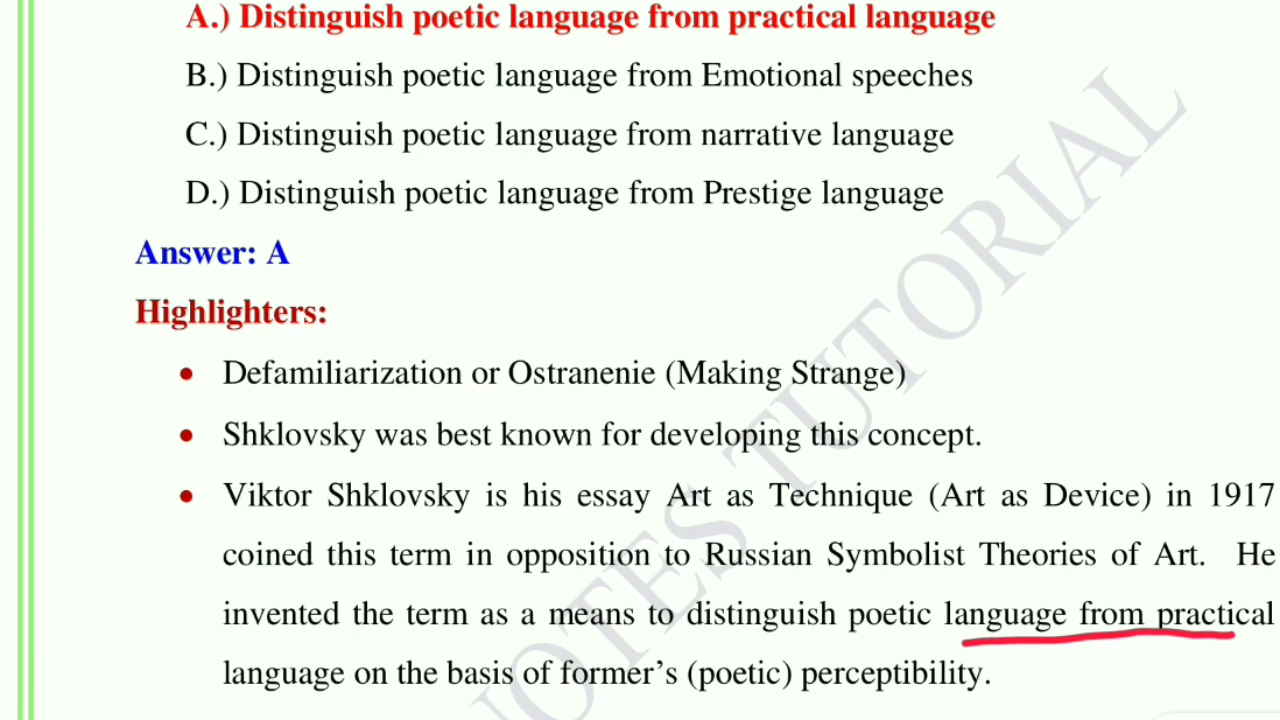 A.) Distinguish poetic language from practical language
B.) Distinguish poetic language from Emotional speeches
C.) Distinguish poetic language from narrative language
D.) Distinguish poetic language from Prestige language
Answer: A
Highlighters:
• Defamiliarization or Ostranenie (Making Strange)
• Shklovsky was best known for developing this concept.
• Viktor Shklovsky is his essay Art as Technique (Art as Device) in 1917
coined this term in opposition to Russian Symbolist Theories of Art. He
invented the term as a means to distinguish poetic language from practical
language on the basis of former's (poetic) perceptibility.
NOTES TUTORIAL